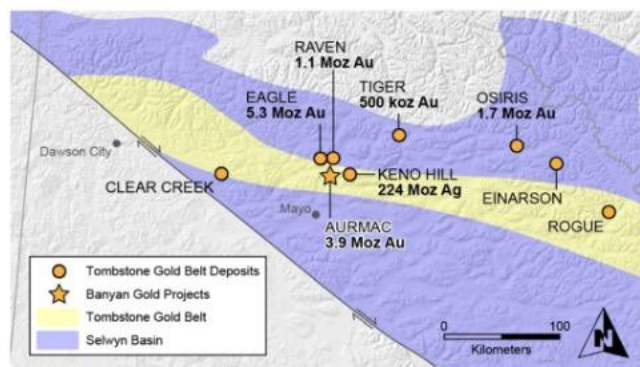 RAVEN
1.1 Moz Au
TIGER
500 koz Au
EAGLE
5.3 Moz Au
OSIRIS
1.7 Moz Au
Dawson City
CLEAR CREEK
KENO HILL
224 Moz Ag
EINARSON
Mayo
ROGUE
AURMAC
3.9 Moz Au
Tombstone Gold Belt Deposits
Banyan Gold Projects
Tombstone Gold Belt
Selwyn Basin
0 100
Kilometers
N